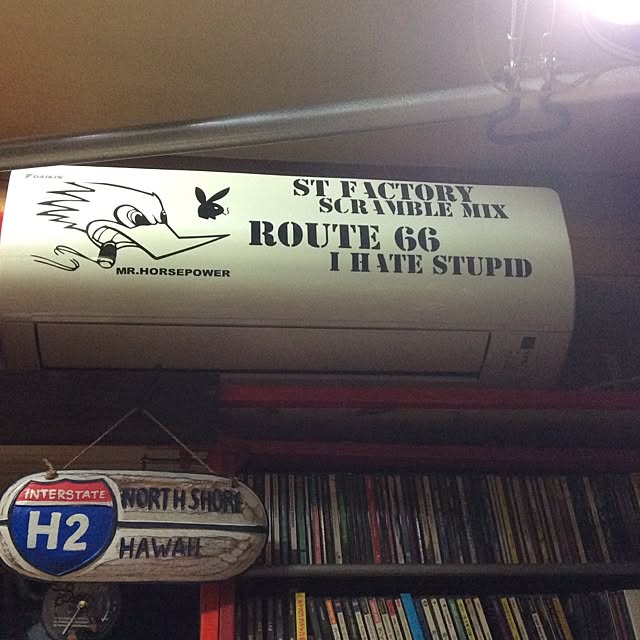 DAIKIN
ST FACTORY
SCRAMBLE MIX
ROUTE 66
I HATE STUPID
MR.HORSEPOWER
INTERSTATE
H2
NORTH SHORE
HAWAII